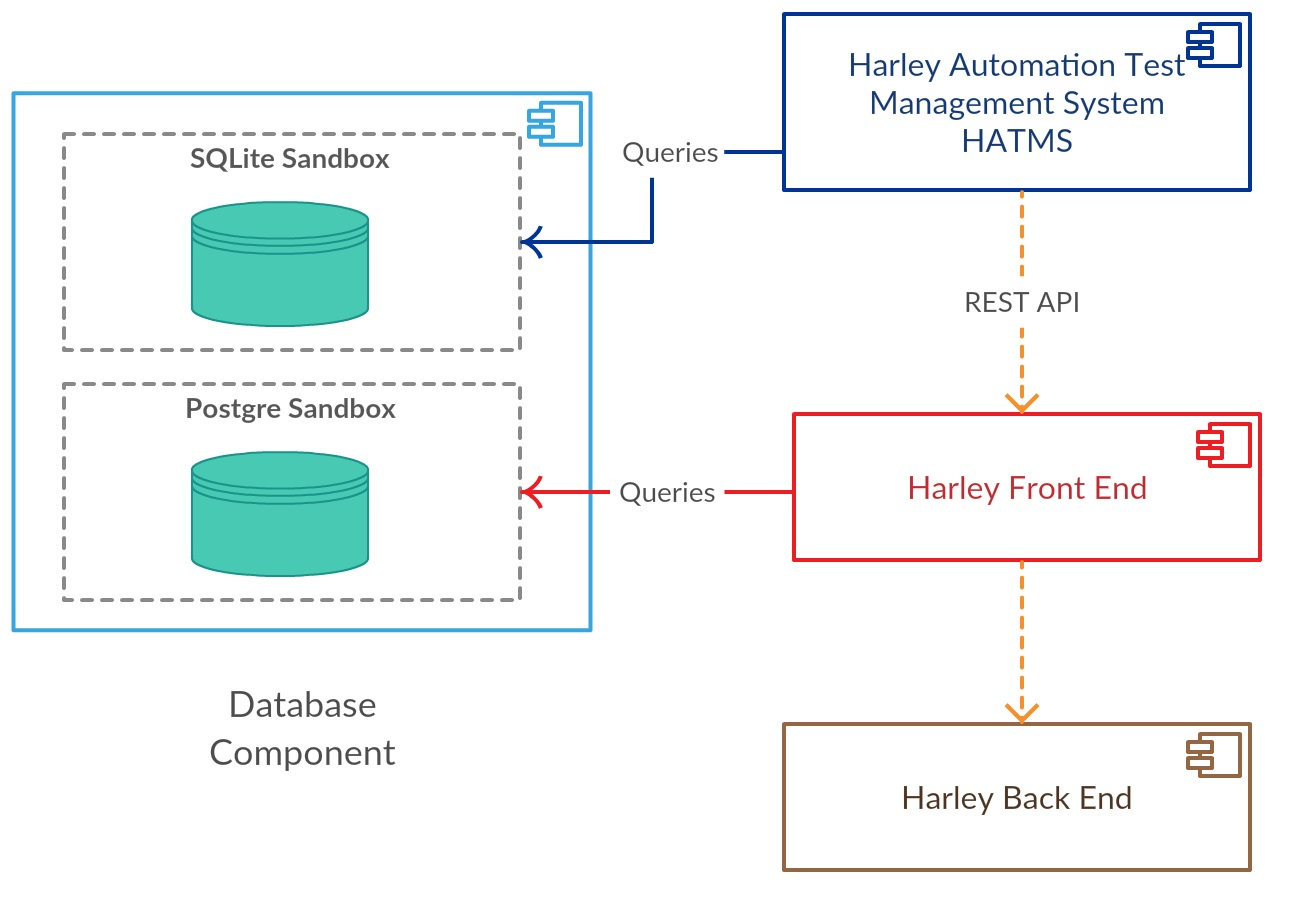 Harley Automation Test
Management System
HATMS
SQLite Sandbox
Queries
REST API
Postgre Sandbox
Queries
Harley Front End
Database
Component
Harley Back End